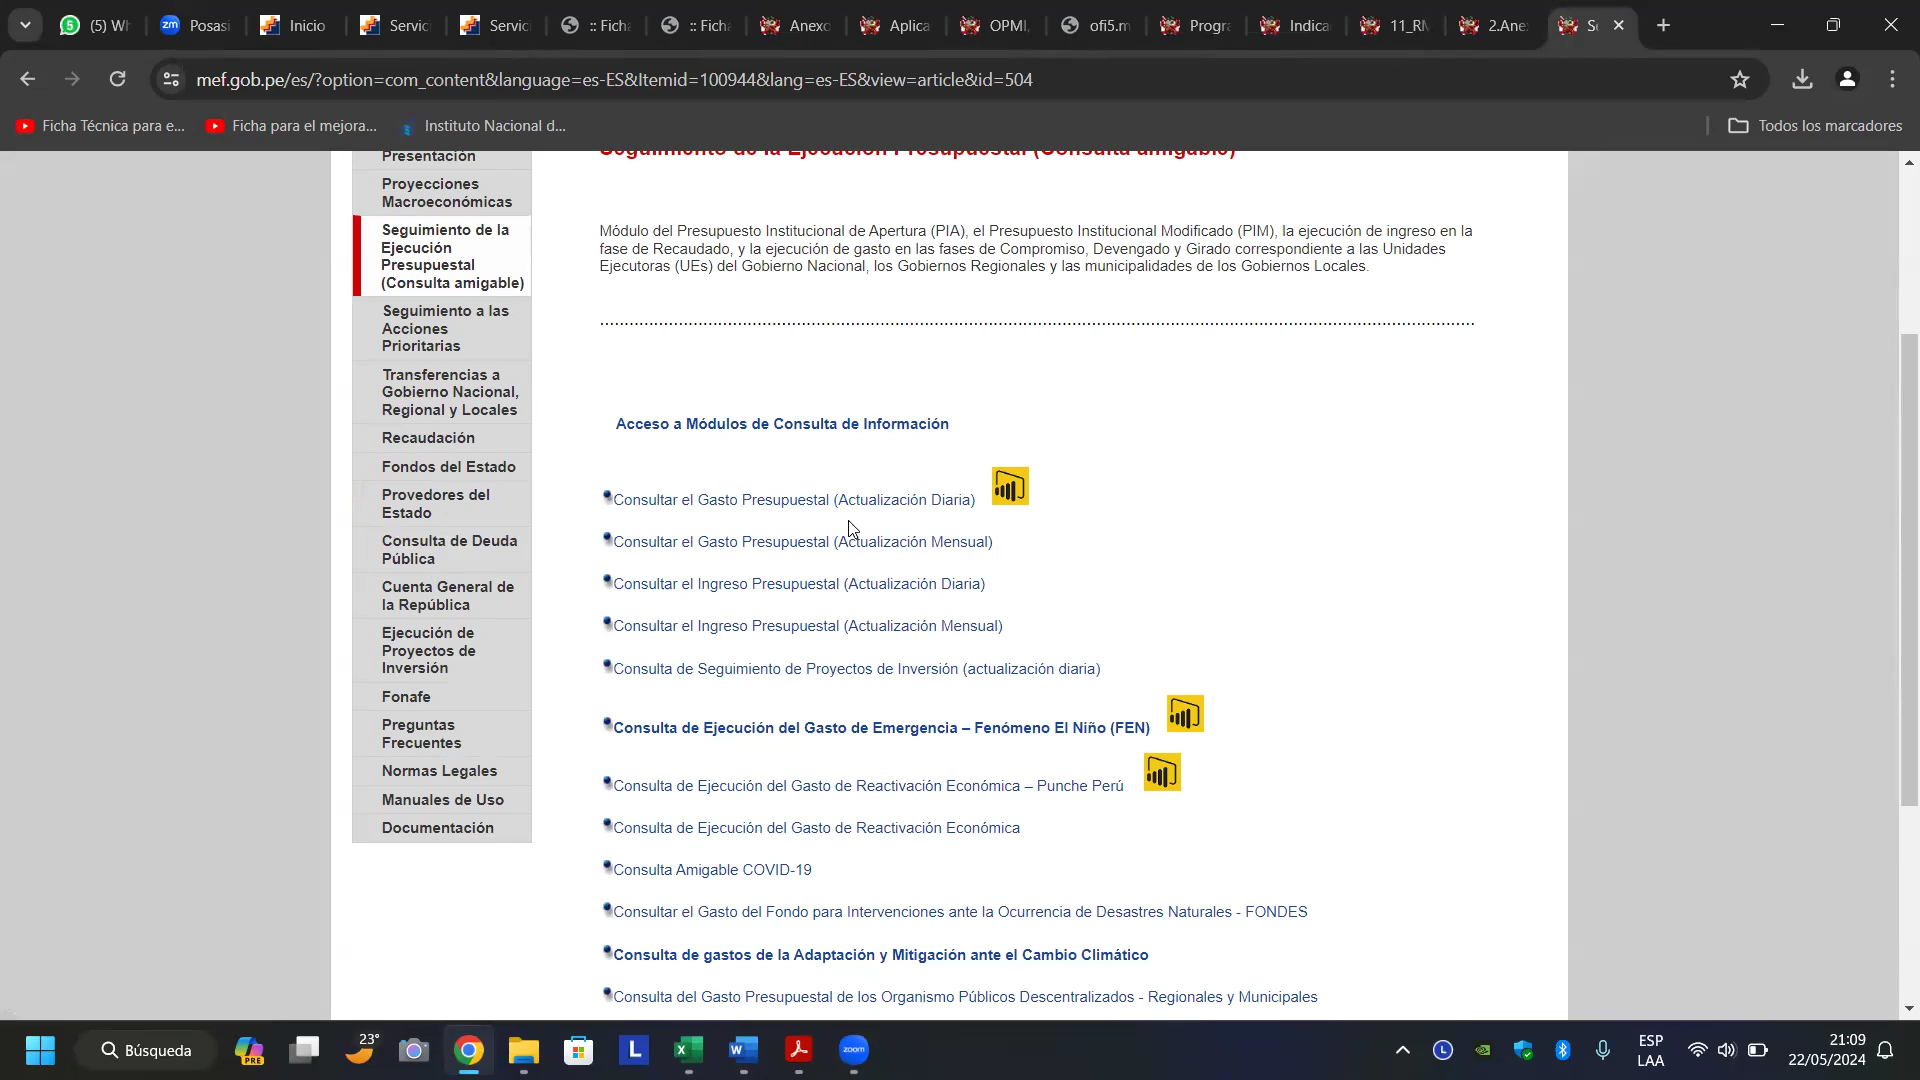 (5) Wh
zm
Posasi
Inicio
Servic
Servic
:: Ficha
:: Ficha
Anexo
Aplica
OPMI,
ofi5.m
Progra
Indica
11_RM
2.Ane
Se
mef.gob.pe/es/?option=com_content&language=es-ES&Itemid=100944&lang=es-ES&view=article&id=504
Ficha Técnica para e...
Ficha para el mejora...
Instituto Nacional d...
Todos los marcadores
Presentación
Proyecciones
Macroeconómicas
Seguimiento de la
Ejecución
Presupuestal
(Consulta amigable)
Seguimiento a las
Acciones
Prioritarias
Transferencias a
Gobierno Nacional,
Regional y Locales
Recaudación
Fondos del Estado
Provedores del
Estado
Consulta de Deuda
Pública
Cuenta General de
la República
Ejecución de
Proyectos de
Inversión
Fonafe
Preguntas
Frecuentes
Normas Legales
Manuales de Uso
Documentación
Seguimiento de la Ejecución Presupuestal (Consulta amigable)
Módulo del Presupuesto Institucional de Apertura (PIA), el Presupuesto Institucional Modificado (PIM), la ejecución de ingreso en la
fase de Recaudado, y la ejecución de gasto en las fases de Compromiso, Devengado y Girado correspondiente a las Unidades
Ejecutoras (UEs) del Gobierno Nacional, los Gobiernos Regionales y las municipalidades de los Gobiernos Locales.
Acceso a Módulos de Consulta de Información
Consultar el Gasto Presupuestal (Actualización Diaria)
Consultar el Gasto Presupuestal (Actualización Mensual)
Consultar el Ingreso Presupuestal (Actualización Diaria)
Consultar el Ingreso Presupuestal (Actualización Mensual)
Consulta de Seguimiento de Proyectos de Inversión (actualización diaria)
Consulta de Ejecución del Gasto de Emergencia – Fenómeno El Niño (FEN)
Consulta de Ejecución del Gasto de Reactivación Económica – Punche Perú
Consulta de Ejecución del Gasto de Reactivación Económica
Consulta Amigable COVID-19
Consultar el Gasto del Fondo para Intervenciones ante la Ocurrencia de Desastres Naturales - FONDES
Consulta de gastos de la Adaptación y Mitigación ante el Cambio Climático
Consulta del Gasto Presupuestal de los Organismo Públicos Descentralizados - Regionales y Municipales
Búsqueda
PRE
23°
L
zoom
L
ESP
LAA
21:09
22/05/2024